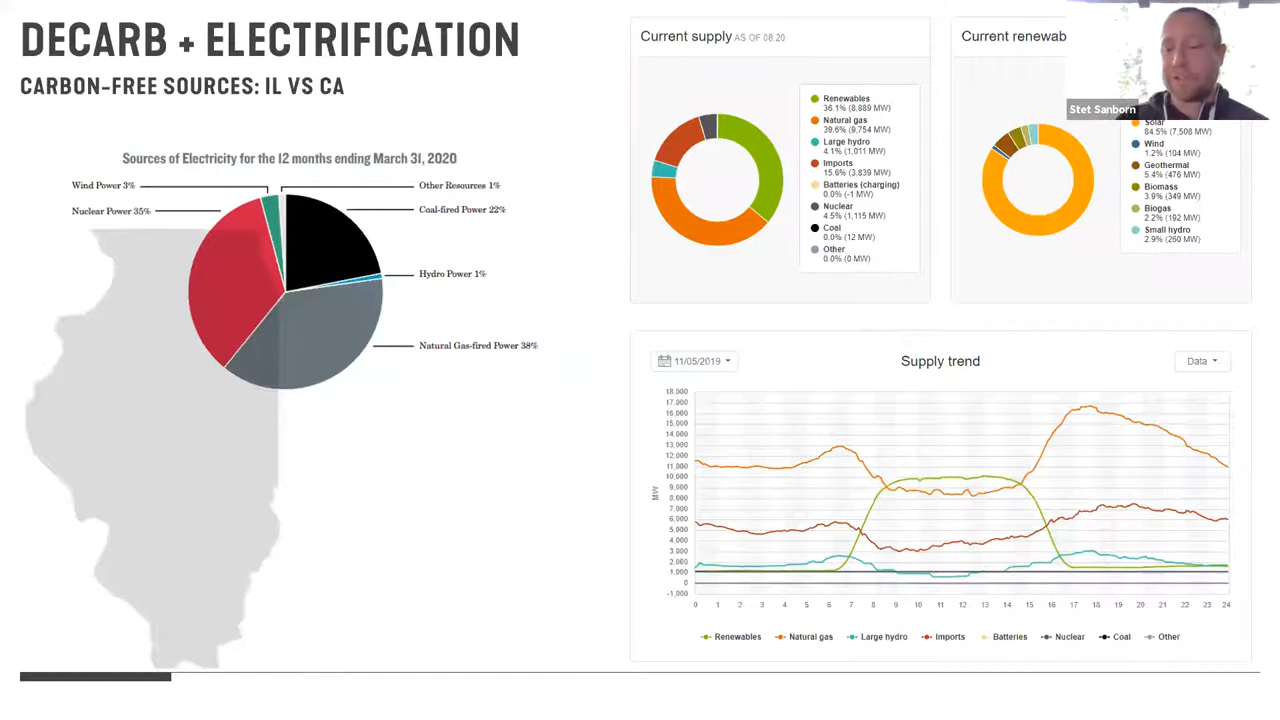 DECARB + ELECTRIFICATION
CARBON-FREE SOURCES: IL VS CA
Sources of Electricity for the 12 months ending March 31, 2020
Wind Power 3%
Other Resources 1%
Nuclear Power 35%
Coal-fired Power 22%
Hydro Power 1%
Natural Gas-fired Power 38%
Current supply AS OF 08:20
Renewables
36.1% (8,889 MW)
Natural gas
39.6% (9,754 MW)
Large hydro
4.1% (1,011 MW)
Imports
15.6% (3,839 MW)
Batteries (charging)
0.0% (-1 MW)
Nuclear
4.5% (1,115 MW)
Coal
0.0% (12 MW)
Other
0.0% (0 MW)
Current renewab
Stet Sanborn
Solar
84.5% (7,508 MW)
Wind
1.2% (104 MW)
Geothermal
5.4% (476 MW)
Biomass
3.9% (349 MW)
Biogas
2.2% (192 MW)
Small hydro
2.9% (260 MW)
11/05/2019
Supply trend
Data
MW
18,000
17,000
16,000
15,000
14,000
13,000
12,000
11,000
10,000
9,000
8,000
7,000
6,000
5,000
4,000
3,000
2,000
1,000
0
-1,000
0 1 2 3 4 5 6 7 8 9 10 11 12 13 14 15 16 17 18 19 20 21 22 23 24
Renewables Natural gas Large hydro Imports Batteries Nuclear Coal Other